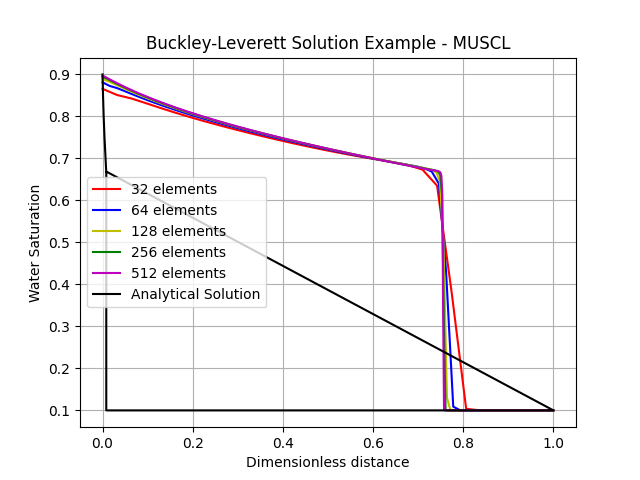 Buckley-Leverett Solution Example - MUSCL
Water Saturation
0.9
0.8
0.7
0.6
0.5
0.4
0.3
0.2
0.1
32 elements
64 elements
128 elements
256 elements
512 elements
Analytical Solution
0.0 0.2 0.4 0.6 0.8 1.0
Dimensionless distance